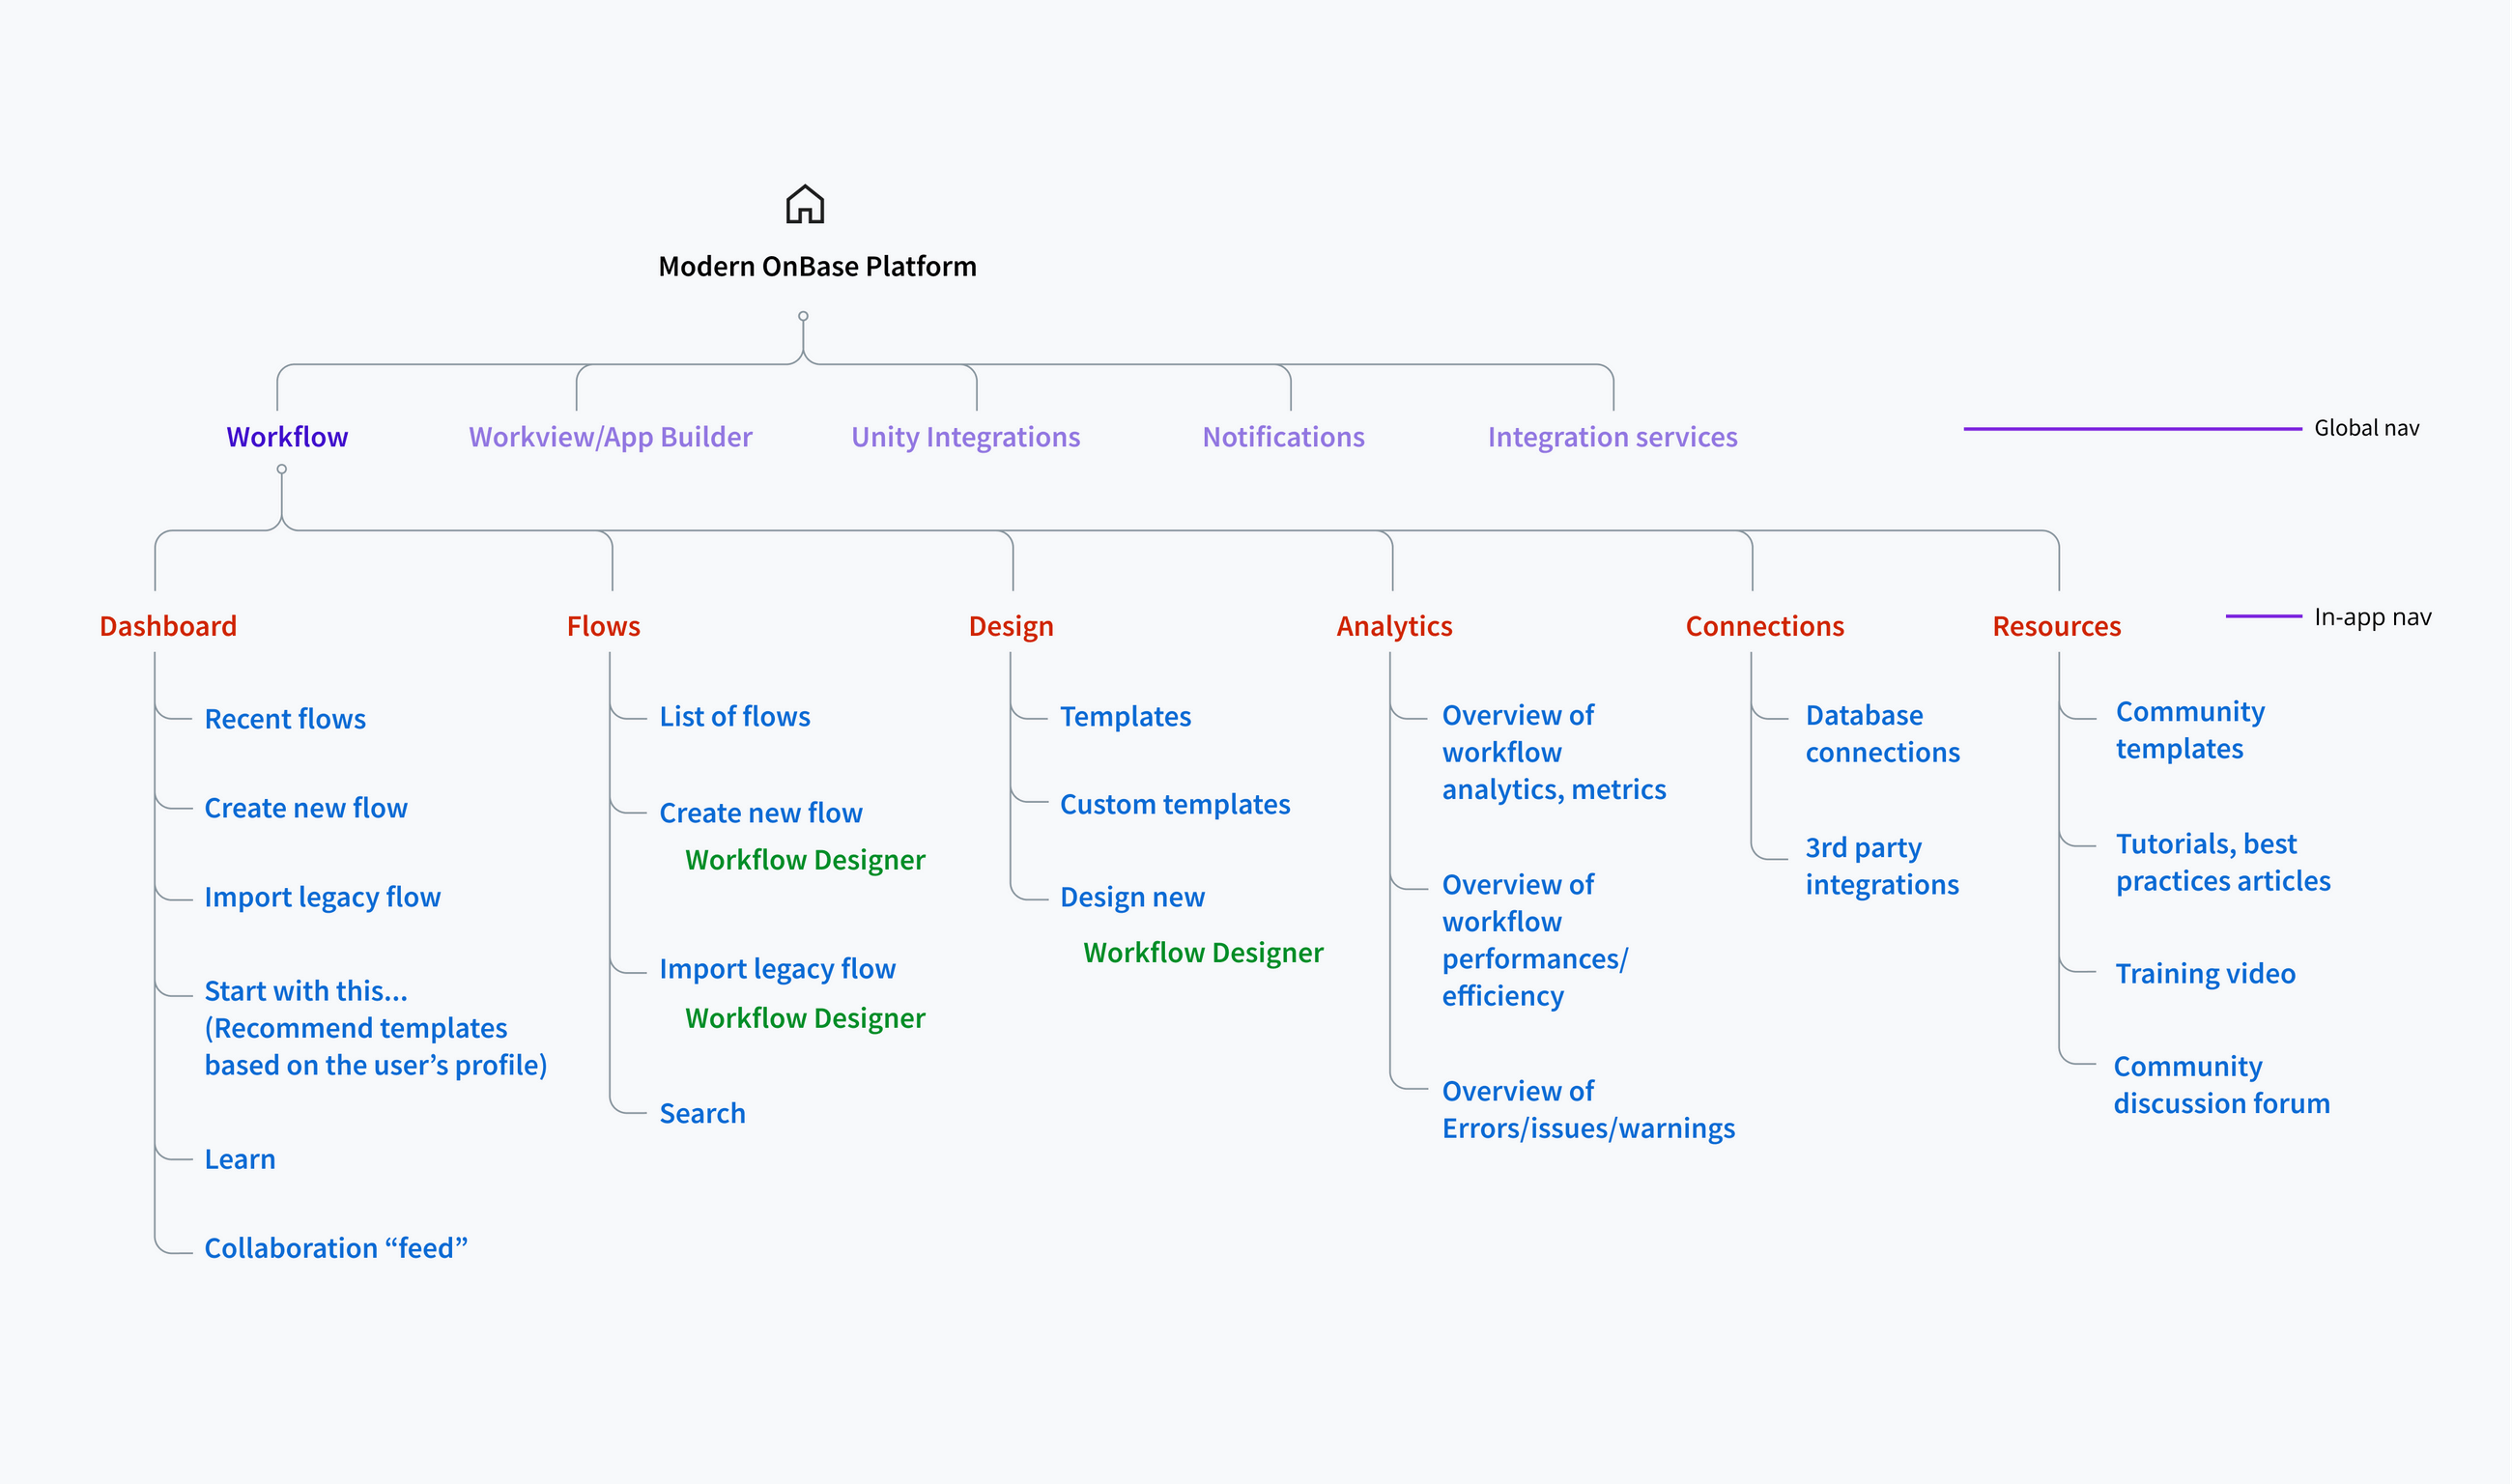 Modern OnBase Platform
Workflow
Workview/App Builder
Unity Integrations
Notifications
Integration services
Global nav
Dashboard
Flows
Design
Analytics
Connections
Resources
In-app nav
Recent flows
Create new flow
Import legacy flow
Start with this...
(Recommend templates
based on the user’s profile)
Learn
Collaboration “feed”
List of flows
Create new flow
Workflow Designer
Import legacy flow
Workflow Designer
Search
Templates
Custom templates
Design new
Workflow Designer
Overview of
workflow
analytics, metrics
Overview of
workflow
performances/
efficiency
Overview of
Errors/issues/warnings
Database
connections
3rd party
integrations
Community
templates
Tutorials, best
practices articles
Training video
Community
discussion forum